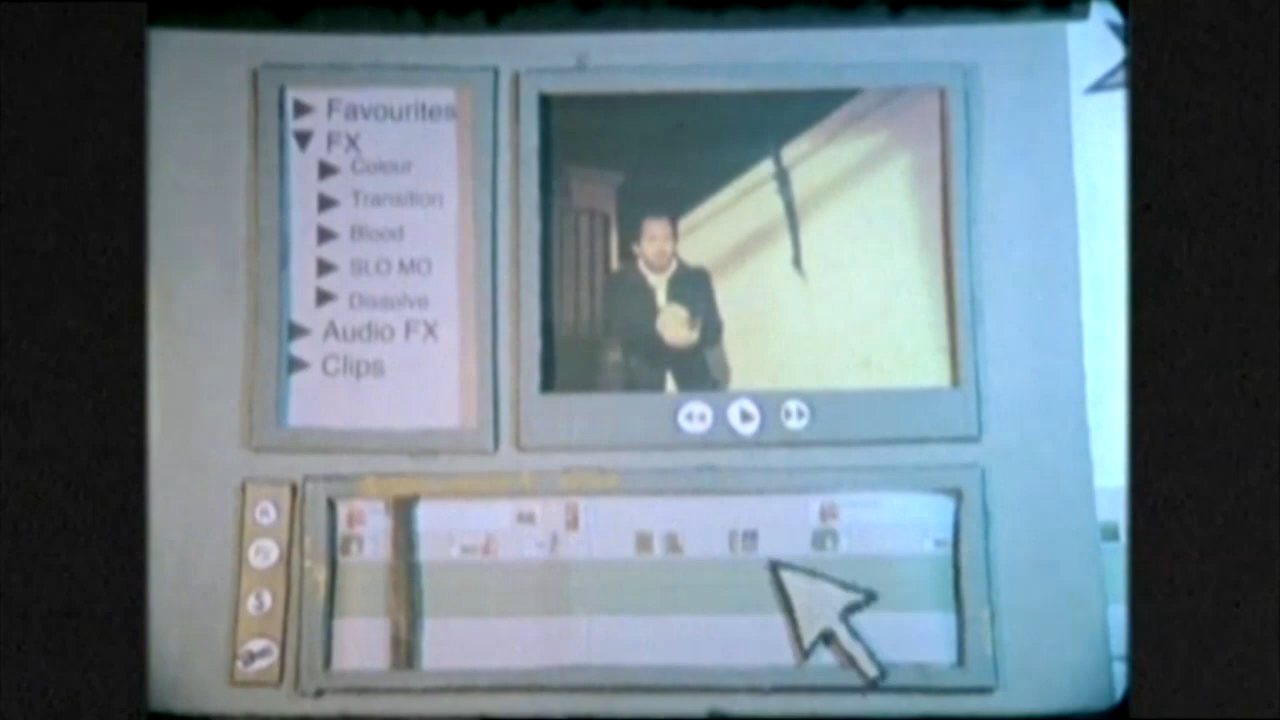 Favourites
FX
Colour
Transition
Blood
SLO MO
Dissolve
Audio FX
Clips